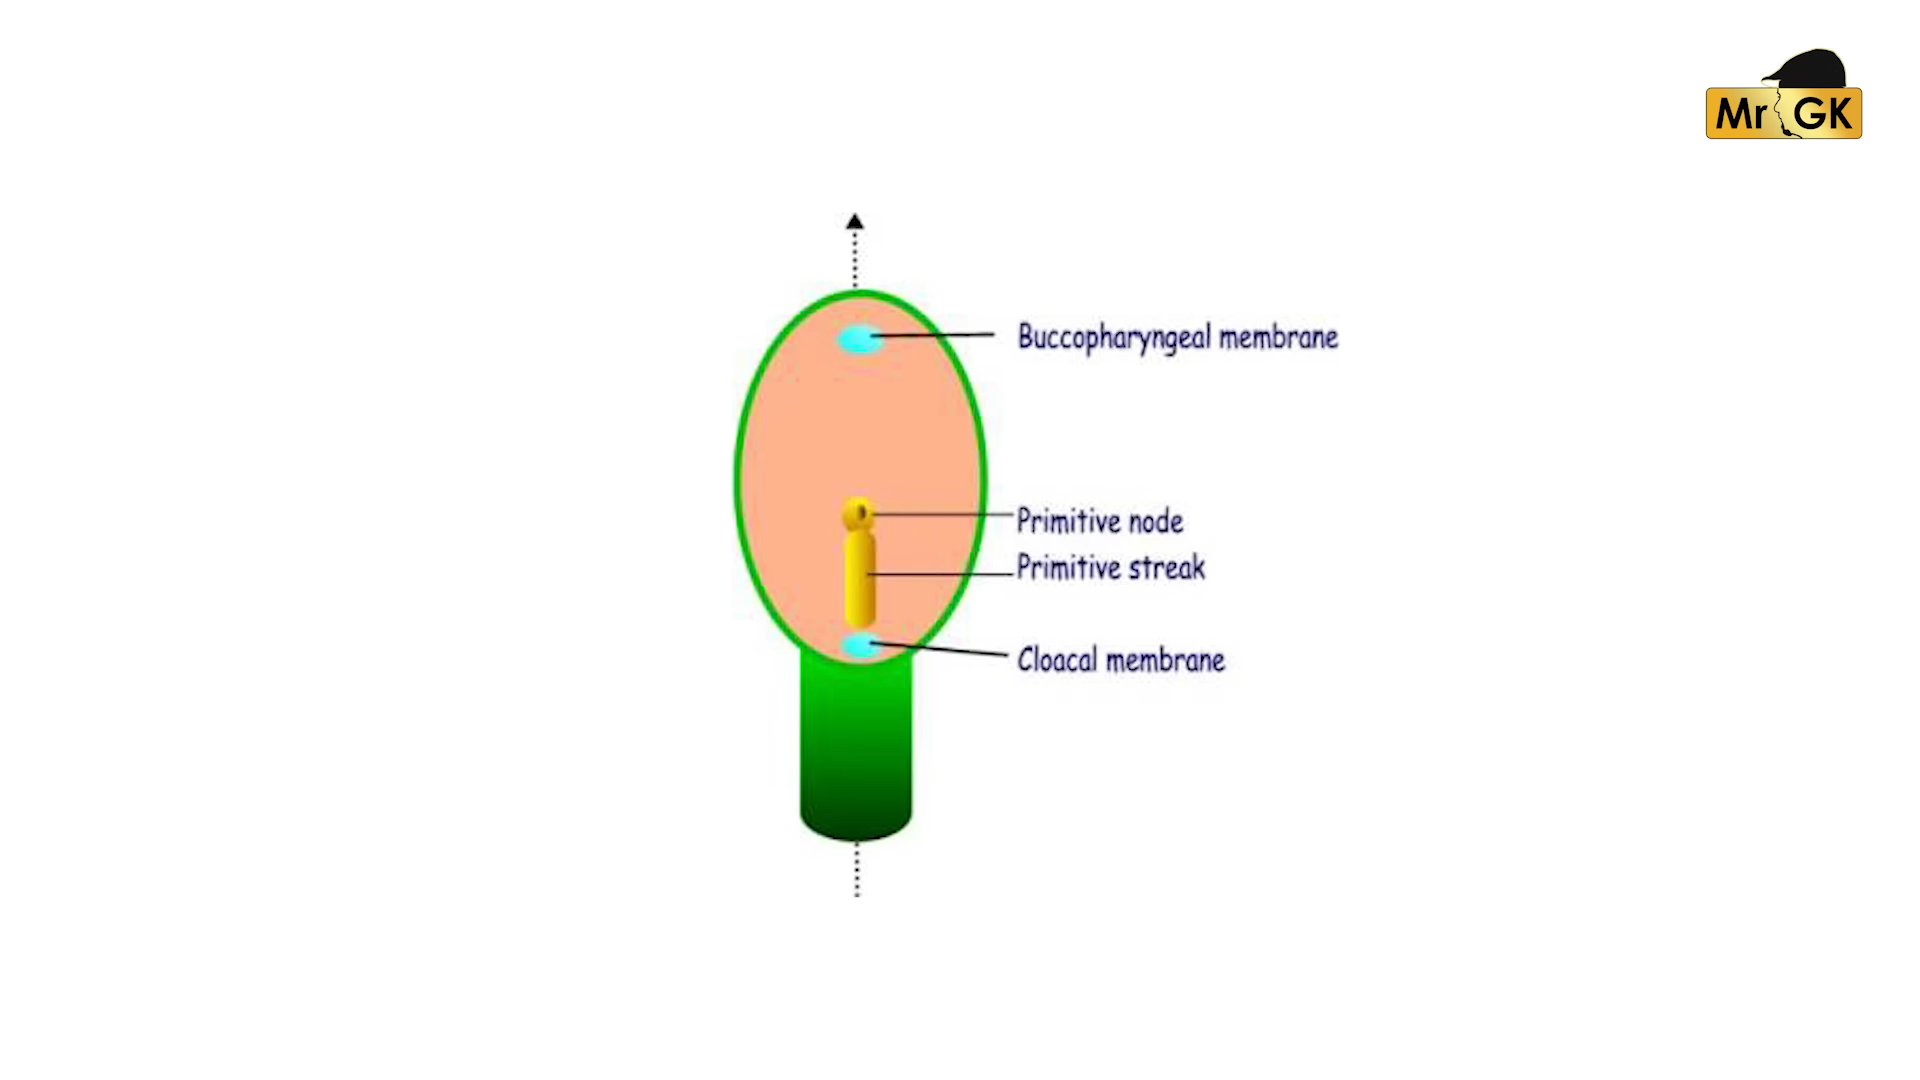 Mr GK
Buccopharyngeal membrane
Primitive node
Primitive streak
Cloacal membrane